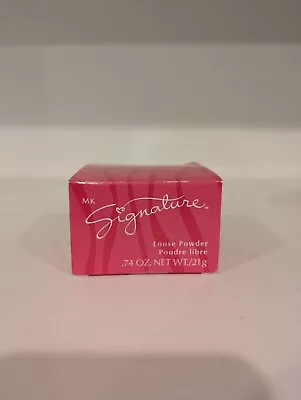 MK
Signature®
Loose Powder
Poudre libre
.74 OZ. NET WT./21g